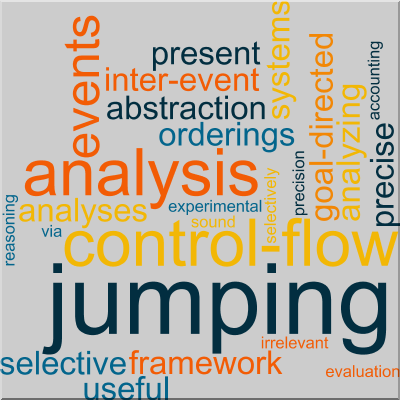 events
present
systems
inter-event
goal-directed
accounting
abstraction
analyzing
orderings
precise
analysis
precision
selectively
reasoning
analyses
experimental
sound
via
control-flow
jumping
irrelevant
selective
framework
evaluation
useful